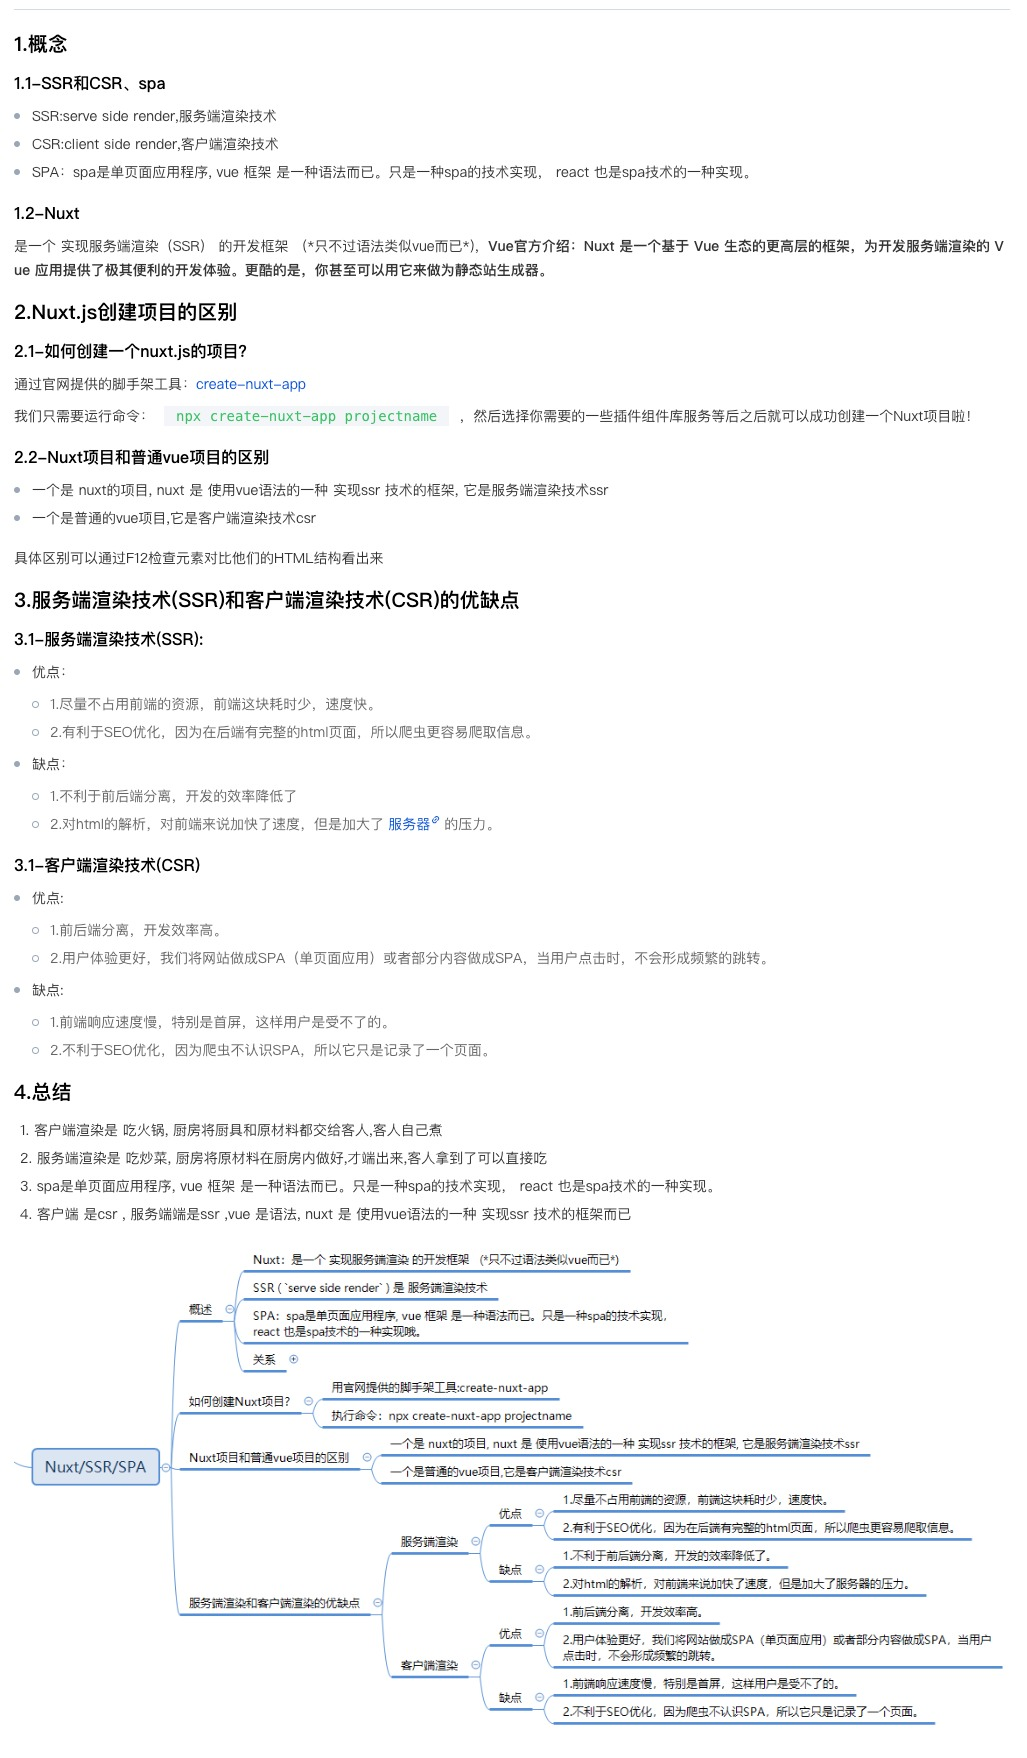 1.概念
1.1-SSR和CSR、spa
SSR:serve side render,服务端渲染技术
CSR:client side render,客户端渲染技术
SPA：spa是单页面应用程序, vue 框架 是一种语法而已。只是一种spa的技术实现， react 也是spa技术的一种实现。
1.2-Nuxt
是一个 实现服务端渲染（SSR） 的开发框架 （*只不过语法类似vue而已*)，Vue官方介绍：Nuxt 是一个基于 Vue 生态的更高层的框架，为开发服务端渲染的 V
ue 应用提供了极其便利的开发体验。更酷的是，你甚至可以用它来做为静态站生成器。
2.Nuxt.js创建项目的区别
2.1-如何创建一个nuxt.js的项目?
通过官网提供的脚手架工具：create-nuxt-app
我们只需要运行命令： npx create-nuxt-app projectname ，然后选择你需要的一些插件组件库服务等后之后就可以成功创建一个Nuxt项目啦！
2.2-Nuxt项目和普通vue项目的区别
一个是 nuxt的项目, nuxt 是 使用vue语法的一种 实现ssr 技术的框架, 它是服务端渲染技术ssr
一个是普通的vue项目,它是客户端渲染技术csr
具体区别可以通过F12检查元素对比他们的HTML结构看出来
3.服务端渲染技术(SSR)和客户端渲染技术(CSR)的优缺点
3.1-服务端渲染技术(SSR):
优点：
1.尽量不占用前端的资源，前端这块耗时少，速度快。
2.有利于SEO优化，因为在后端有完整的html页面，所以爬虫更容易爬取信息。
缺点：
1.不利于前后端分离，开发的效率降低了
2.对html的解析，对前端来说加快了速度，但是加大了 服务器 的压力。
3.1-客户端渲染技术(CSR)
优点:
1.前后端分离，开发效率高。
2.用户体验更好，我们将网站做成SPA（单页面应用）或者部分内容做成SPA，当用户点击时，不会形成频繁的跳转。
缺点:
1.前端响应速度慢，特别是首屏，这样用户是受不了的。
2.不利于SEO优化，因为爬虫不认识SPA，所以它只是记录了一个页面。
4.总结
1. 客户端渲染是 吃火锅, 厨房将厨具和原材料都交给客人,客人自己煮
2. 服务端渲染是 吃炒菜, 厨房将原材料在厨房内做好,才端出来,客人拿到了可以直接吃
3. spa是单页面应用程序, vue 框架 是一种语法而已。只是一种spa的技术实现， react 也是spa技术的一种实现。
4. 客户端 是csr , 服务端端是ssr ,vue 是语法, nuxt 是 使用vue语法的一种 实现ssr 技术的框架而已
Nuxt/SSR/SPA
概述
Nuxt：是一个 实现服务端渲染 的开发框架 （*只不过语法类似vue而已*)
SSR ( `serve side render` ) 是 服务端渲染技术
SPA：spa是单页面应用程序, vue 框架 是一种语法而已。只是一种spa的技术实现，
react 也是spa技术的一种实现哦。
关系
如何创建Nuxt项目?
用官网提供的脚手架工具:create-nuxt-app
执行命令：npx create-nuxt-app projectname
Nuxt项目和普通vue项目的区别
一个是 nuxt的项目, nuxt 是 使用vue语法的一种 实现ssr 技术的框架, 它是服务端渲染技术ssr
一个是普通的vue项目,它是客户端渲染技术csr
服务端渲染和客户端渲染的优缺点
服务端渲染
优点
1.尽量不占用前端的资源，前端这块耗时少，速度快。
2.有利于SEO优化，因为在后端有完整的html页面，所以爬虫更容易爬取信息。
缺点
1.不利于前后端分离，开发的效率降低了。
2.对html的解析，对前端来说加快了速度，但是加大了服务器的压力。
客户端渲染
优点
1.前后端分离，开发效率高。
2.用户体验更好，我们将网站做成SPA（单页面应用）或者部分内容做成SPA，当用户
点击时，不会形成频繁的跳转。
缺点
1.前端响应速度慢，特别是首屏，这样用户是受不了的。
2.不利于SEO优化，因为爬虫不认识SPA，所以它只是记录了一个页面。